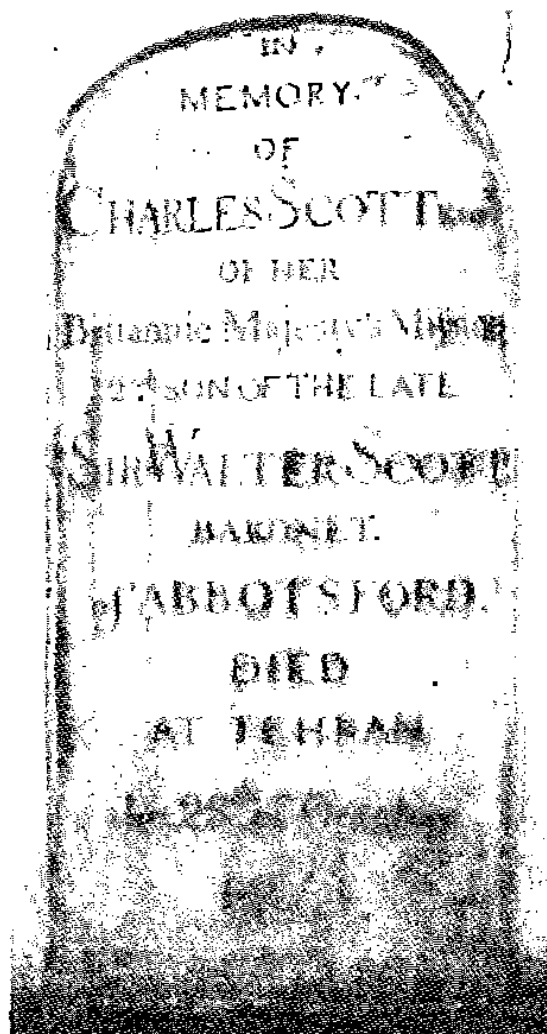 IN
MEMORY.
OF
CHARLES SCOTT
OF HER
Britannic Majesty's Mission
2nd SON OF THE LATE
SIR WALTER SCOTT
BARONET.
of ABBOTSFORD.
DIED
AT TEHRAN